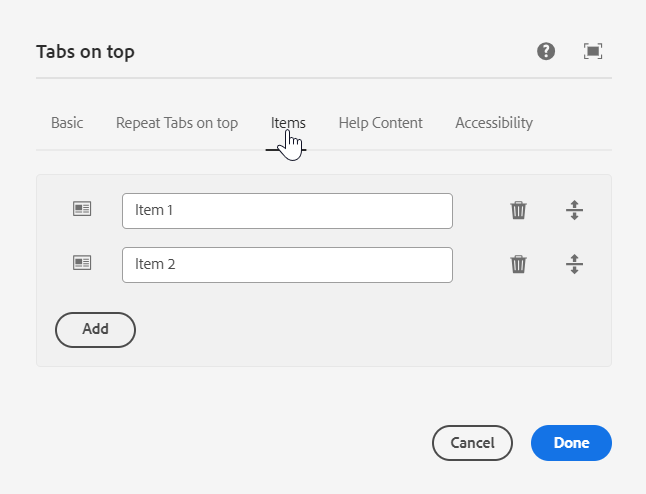 Tabs on top
Basic Repeat Tabs on top Items Help Content Accessibility
Item 1
Item 2
Add
Cancel Done